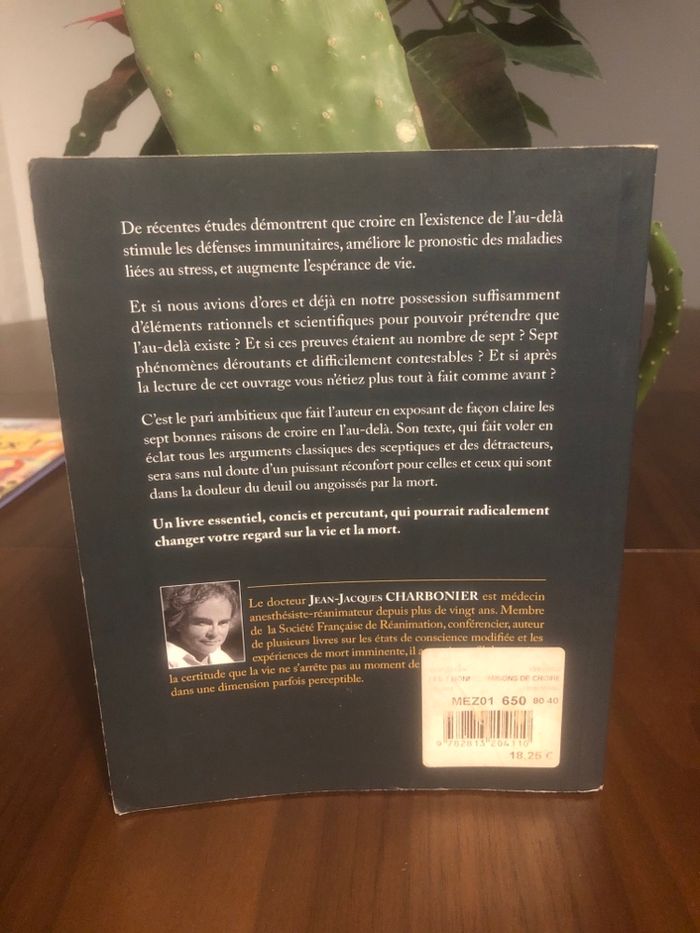 De récentes études démontrent que croire en l'existence de l'au-delà
stimule les défenses immunitaires, améliore le pronostic des maladies
liées au stress, et augmente l'espérance de vie.
Et si nous avions d'ores et déjà en notre possession suffisamment
d'éléments rationnels et scientifiques pour pouvoir prétendre que
l'au-delà existe ? Et si ces preuves étaient au nombre de sept ? Sept
phénomènes déroutants et difficilement contestables ? Et si après
la lecture de cet ouvrage vous n'étiez plus tout à fait comme avant ?
C'est le pari ambitieux que fait l'auteur en exposant de façon claire les
sept bonnes raisons de croire en l'au-delà. Son texte, qui fait voler en
éclat tous les arguments classiques des sceptiques et des détracteurs,
sera sans nul doute d'un puissant réconfort pour celles et ceux qui sont
dans la douleur du deuil ou angoissés par la mort.
Un livre essentiel, concis et percutant, qui pourrait radicalement
changer votre regard sur la vie et la mort.
Le docteur JEAN-JACQUES CHARBONIER est médecin
anesthésiste-réanimateur depuis plus de vingt ans. Membre
de la Société Française de Réanimation, conférencier, auteur
de plusieurs livres sur les états de conscience modifiée et les
expériences de mort imminente, il
la certitude que la vie ne s'arrête pas au moment de
dans une dimension parfois perceptible.
RAISONS DE CROIRE
MEZ01 650 80 40
9 782813 204110
18.25 €